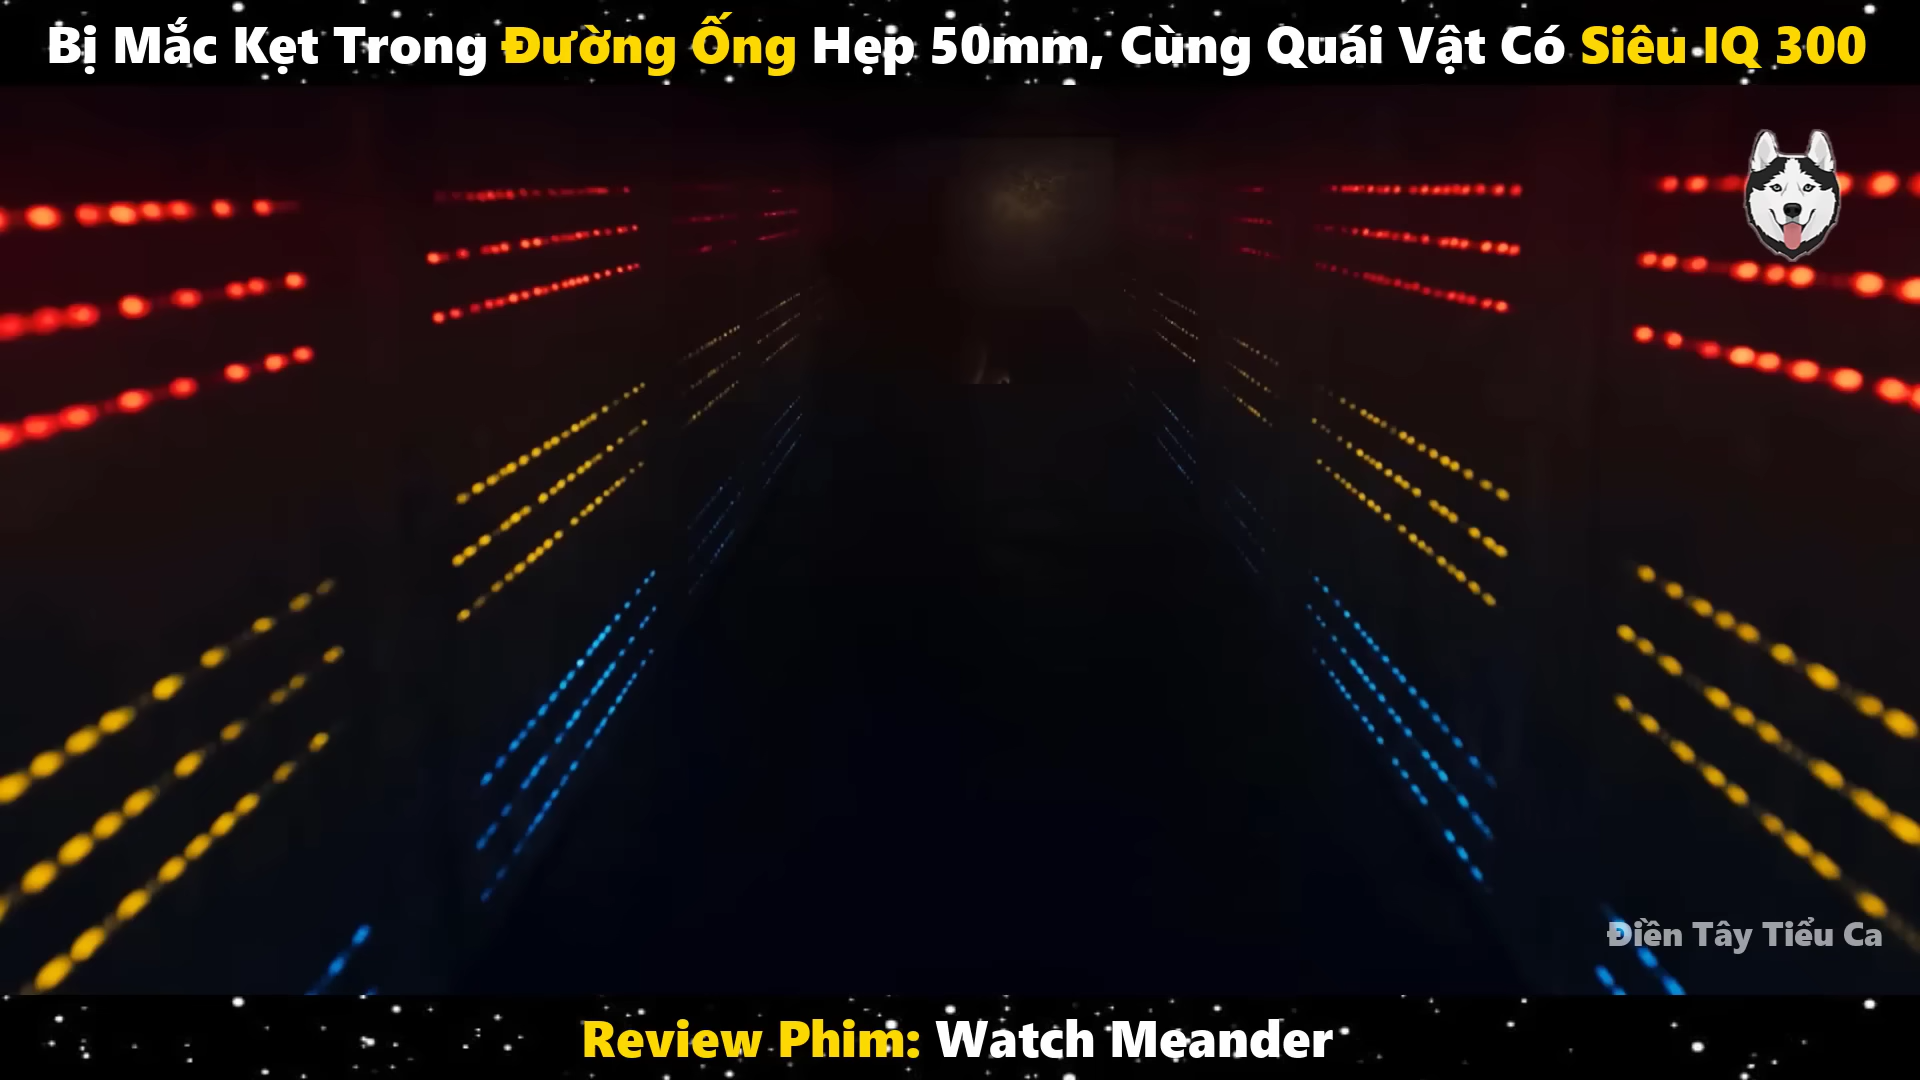 Bị Mắc Kẹt Trong Đường Ống Hẹp 50mm, Cùng Quái Vật Có Siêu IQ 300
Điền Tây Tiểu Ca
Review Phim: Watch Meander